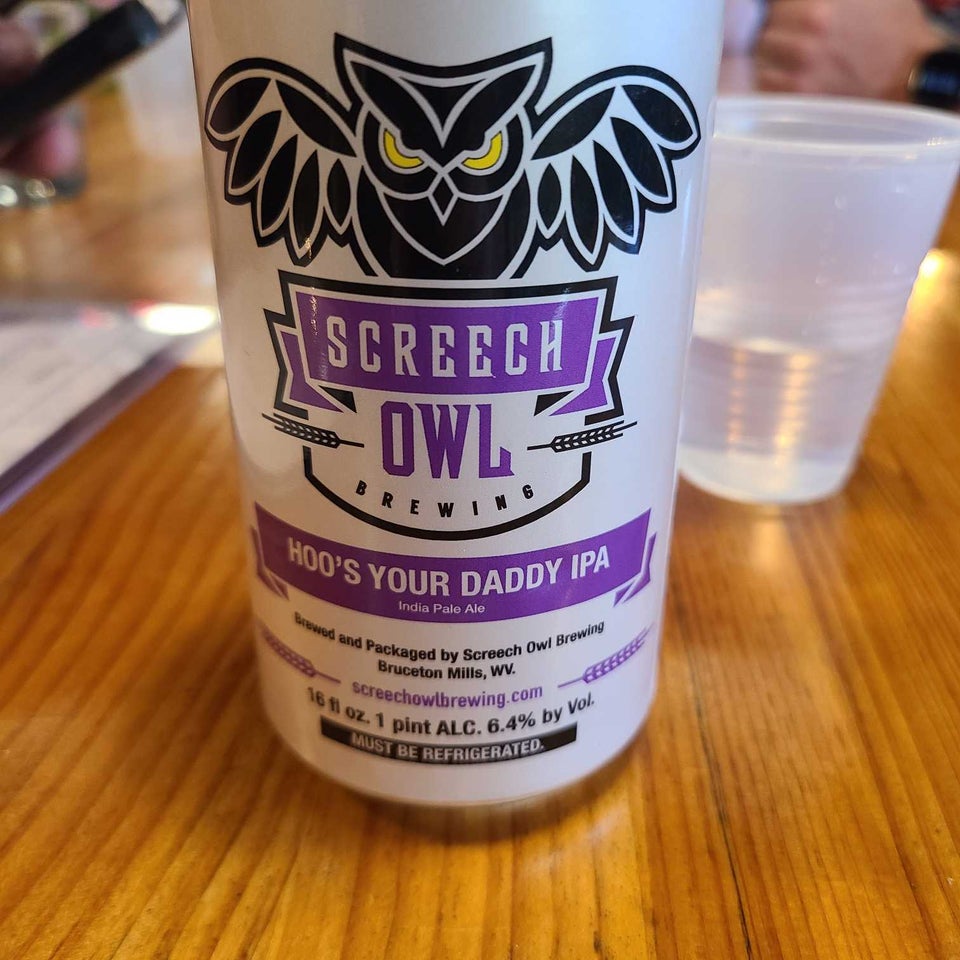 SCREECH
OWL
BREWING
HOO'S YOUR DADDY IPA
India Pale Ale
Brewed and Packaged by Screech Owl Brewing
Bruceton Mills, WV.
screechowlbrewing.com
16 fl oz. 1 pint ALC. 6.4% by Vol.
MUST BE REFRIGERATED.